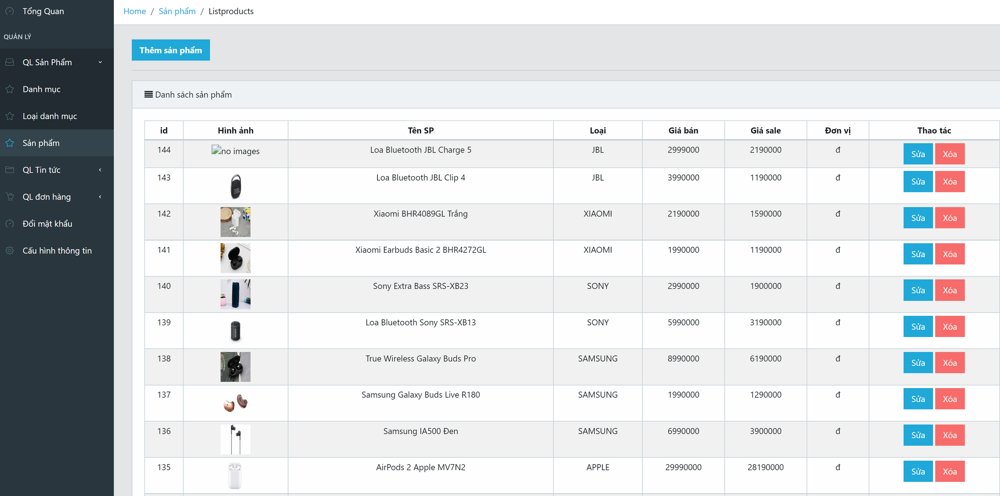 Tổng Quan
QUẢN LÝ
QL Sản Phẩm
Danh mục
Loại danh mục
Sản phẩm
QL Tin tức
QL đơn hàng
Đổi mật khẩu
Cấu hình thông tin
Home / Sản phẩm / Listproducts
Thêm sản phẩm
Danh sách sản phẩm
id Hình ảnh Tên SP Loại Giá bán Giá sale Đơn vị Thao tác
144 no images Loa Bluetooth JBL Charge 5 JBL 2999000 2190000 đ Sửa Xóa
143 JBL Loa Bluetooth JBL Clip 4 JBL 3990000 1190000 đ Sửa Xóa
142 Xiaomi BHR4089GL Trắng XIAOMI 2190000 1590000 đ Sửa Xóa
141 Xiaomi Earbuds Basic 2 BHR4272GL XIAOMI 1990000 1190000 đ Sửa Xóa
140 Sony Extra Bass SRS-XB23 SONY 2990000 1900000 đ Sửa Xóa
139 Loa Bluetooth Sony SRS-XB13 SONY 5990000 3190000 đ Sửa Xóa
138 True Wireless Galaxy Buds Pro SAMSUNG 8990000 6190000 đ Sửa Xóa
137 Samsung Galaxy Buds Live R180 SAMSUNG 1990000 1290000 đ Sửa Xóa
136 Samsung IA500 Đen SAMSUNG 6990000 3900000 đ Sửa Xóa
135 AirPods 2 Apple MV7N2 APPLE 29990000 28190000 đ Sửa Xóa